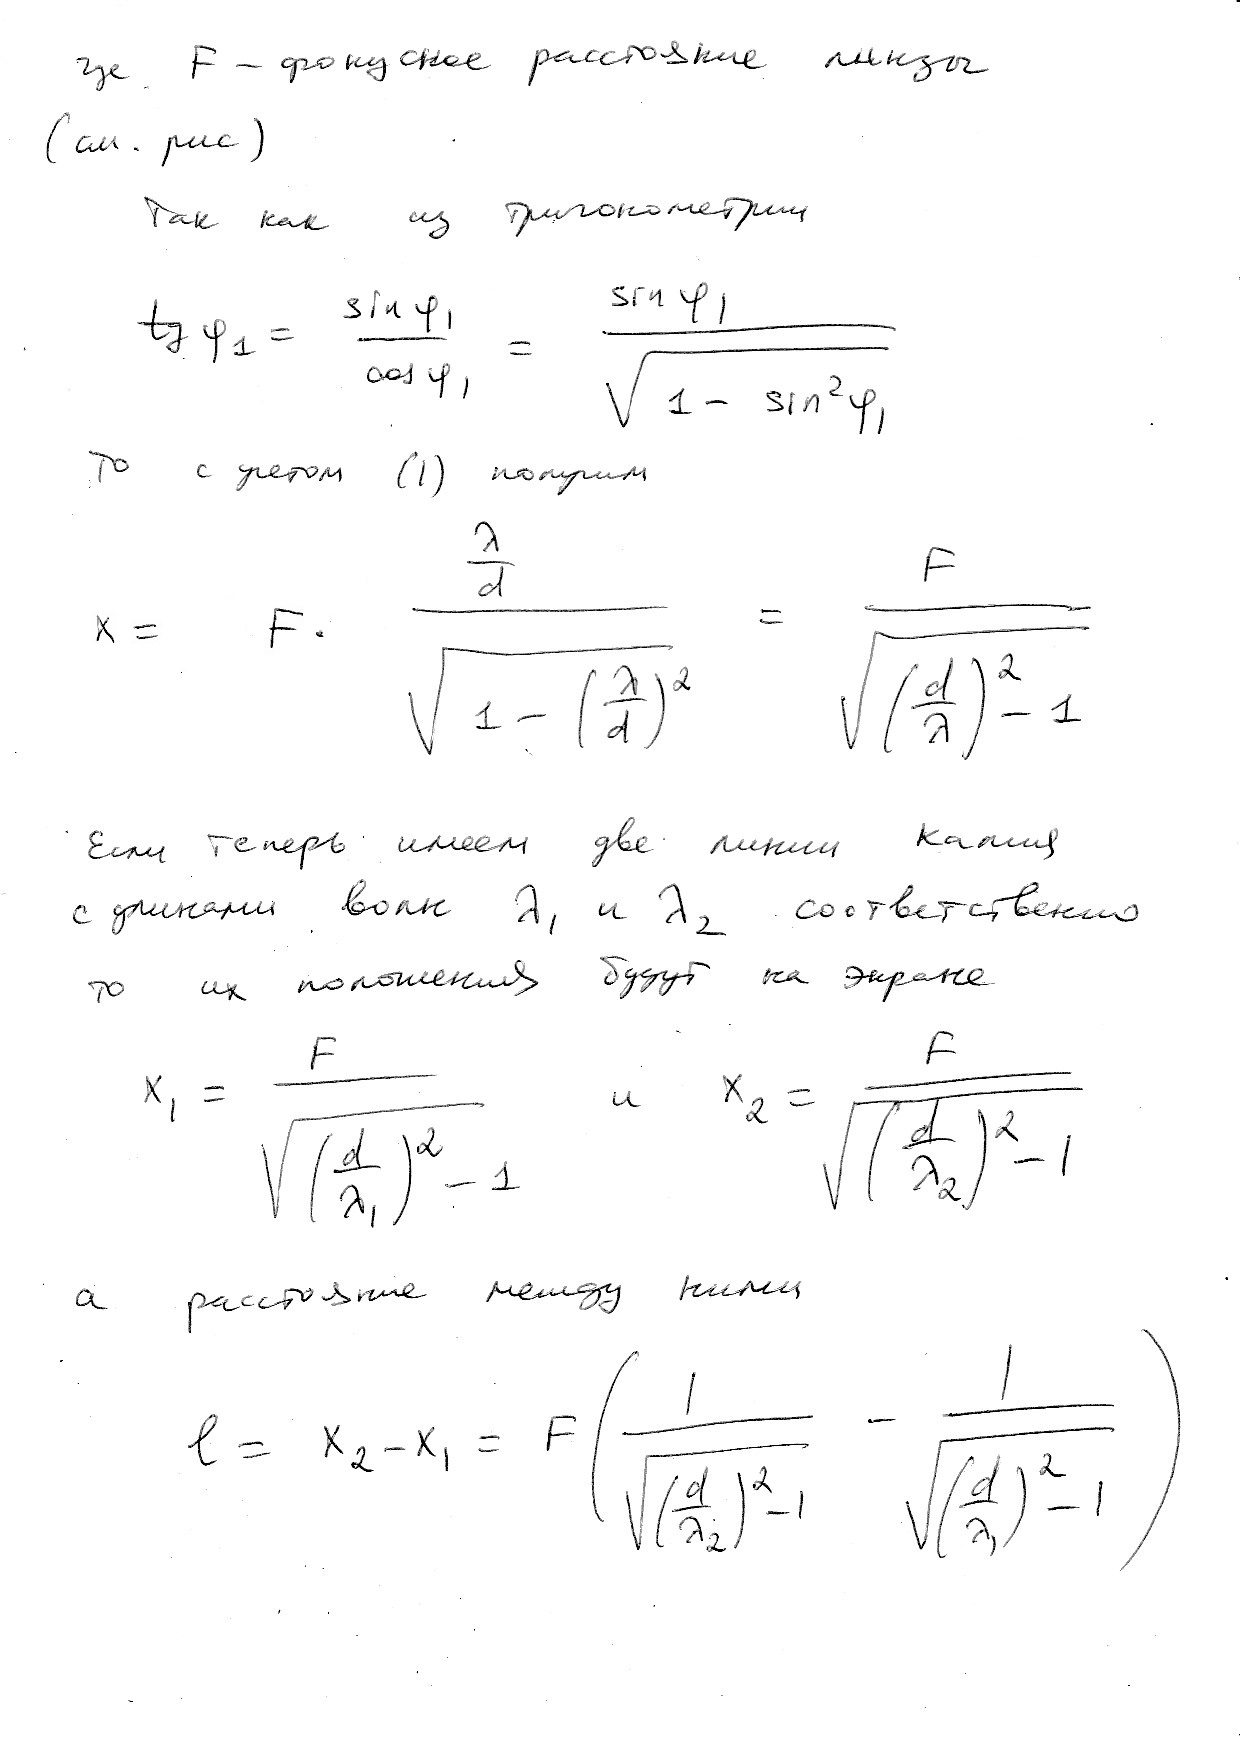 где F – фокусное расстояние линзы
(см. рис)
Так как из тригонометрии
tg φ₁ = sin φ₁ / cos φ₁ = sin φ₁ / √(1 – sin²φ₁)
То с учетом (1) получим
x = F · (λ/d) / √(1 – (λ/d)²) = F / √((d/λ)² – 1)
Если теперь имеем две линии калия
с длинами волн λ₁ и λ₂ соответственно
то их положения будут на экране
x₁ = F / √((d/λ₁)² – 1) и x₂ = F / √((d/λ₂)² – 1)
а расстояние между ними
ℓ = x₂ – x₁ = F (1 / √((d/λ₂)² – 1) – 1 / √((d/λ₁)² – 1))